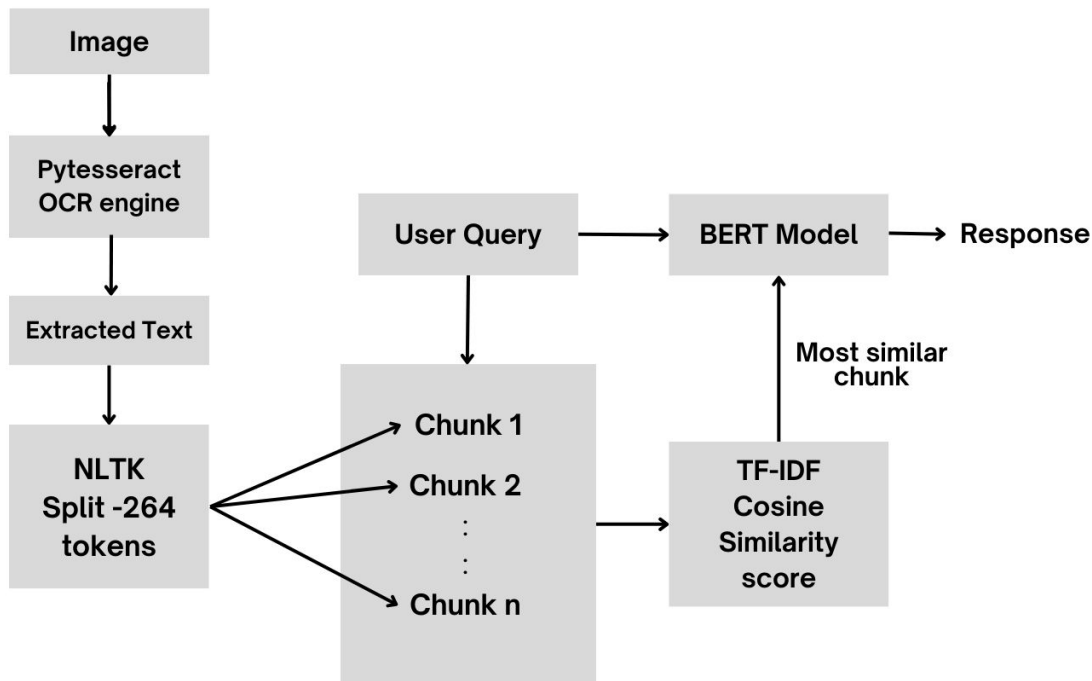 Image
Pytesseract
OCR engine
Extracted Text
NLTK
Split -264
tokens
User Query
BERT Model
Response
Chunk 1
Chunk 2
Chunk n
Most similar
chunk
TF-IDF
Cosine
Similarity
score